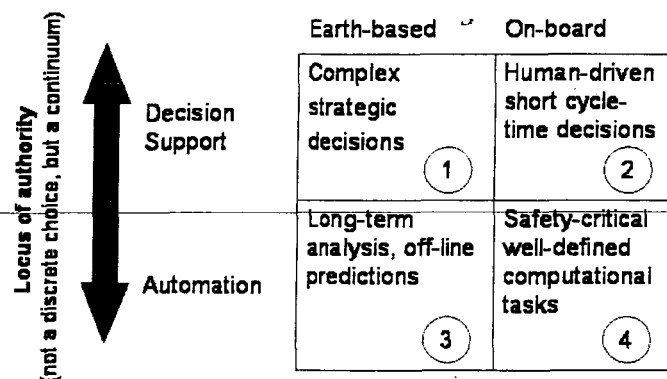 Earth-based
On-board
Locus of authority
(not a discrete choice, but a continuum)
Decision
Support
Complex
strategic
decisions
1
Human-driven
short cycle-
time decisions
2
Automation
Long-term
analysis, off-line
predictions
3
Safety-critical
well-defined
computational
tasks
4